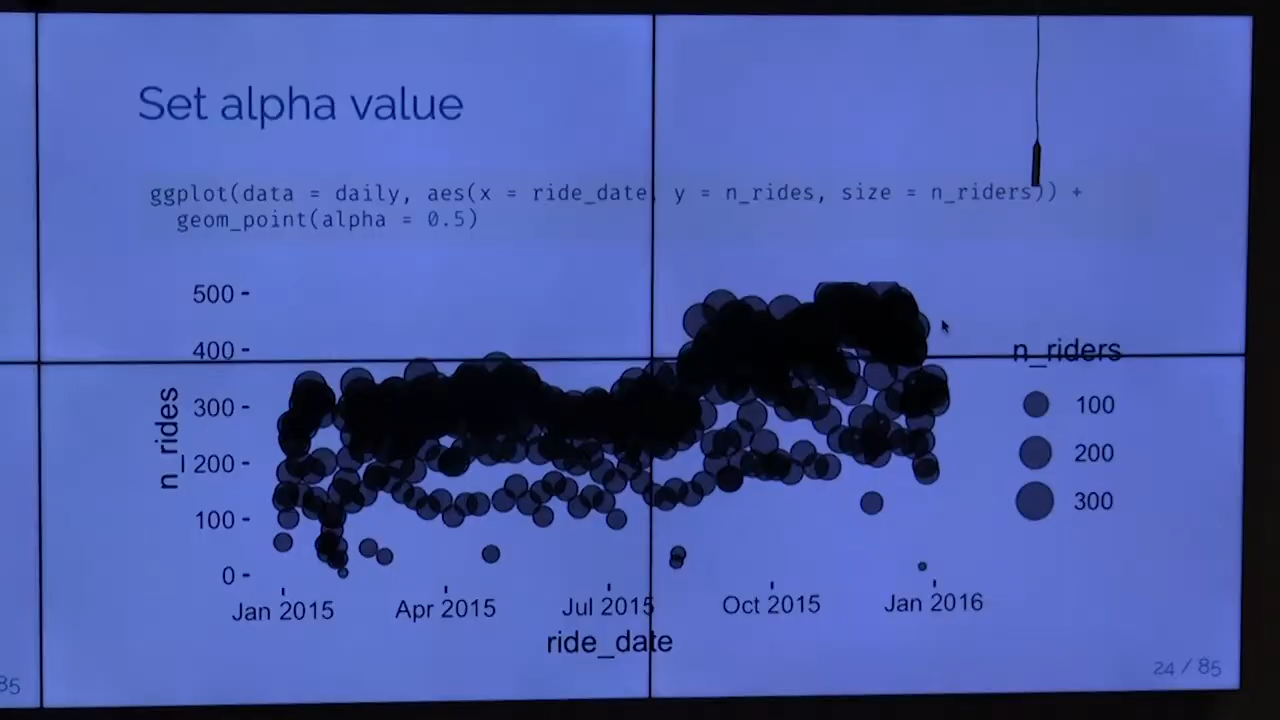 Set alpha value
ggplot(data = daily, aes(x = ride_date, y = n_rides, size = n_riders)) +
geom_point(alpha = 0.5)
500
400
300
200
100
0
n_rides
Jan 2015
Apr 2015
Jul 2015
Oct 2015
Jan 2016
ride_date
n_riders
100
200
300
24 / 85
85